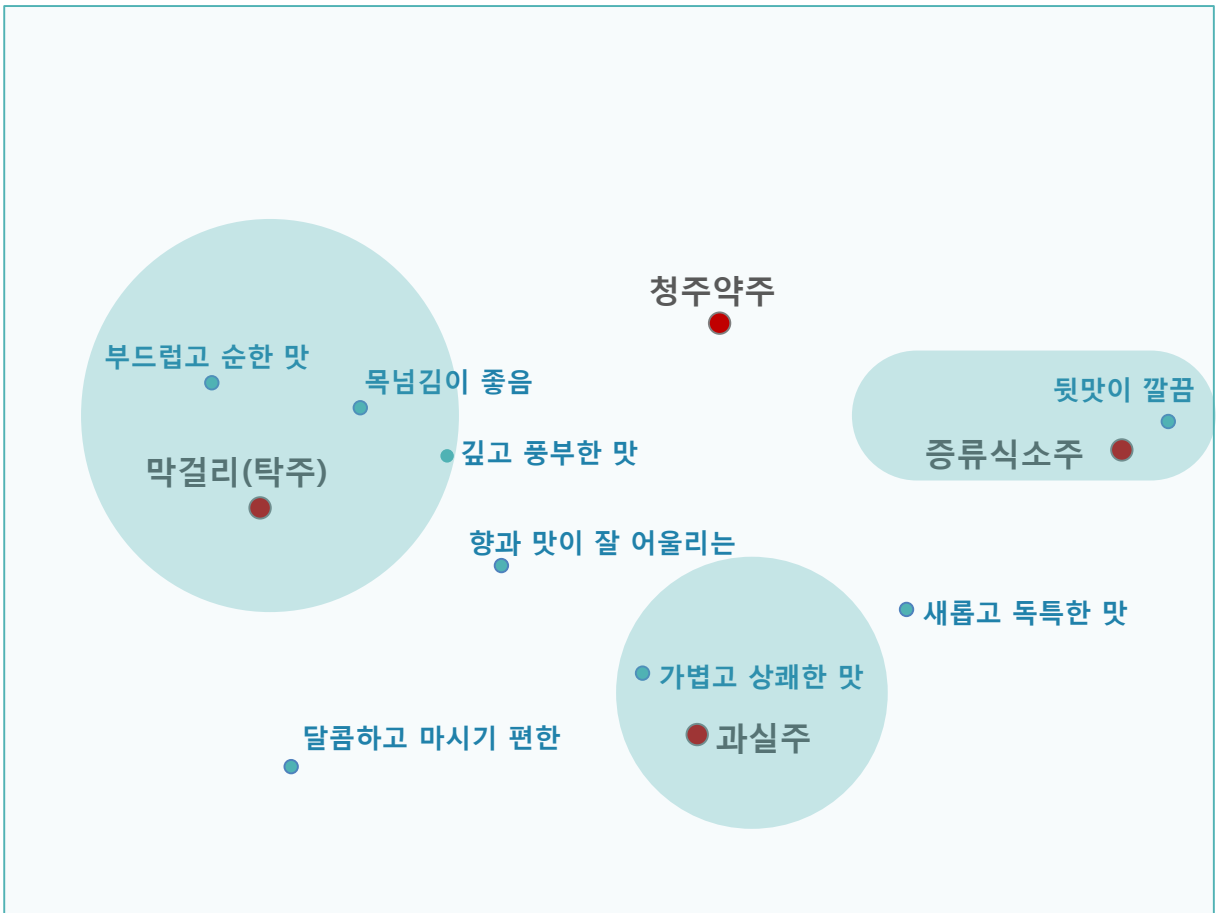 청주약주
부드럽고 순한 맛
목넘김이 좋음
뒷맛이 깔끔
깊고 풍부한 맛
증류식소주
막걸리(탁주)
향과 맛이 잘 어울리는
새롭고 독특한 맛
가볍고 상쾌한 맛
달콤하고 마시기 편한
과실주